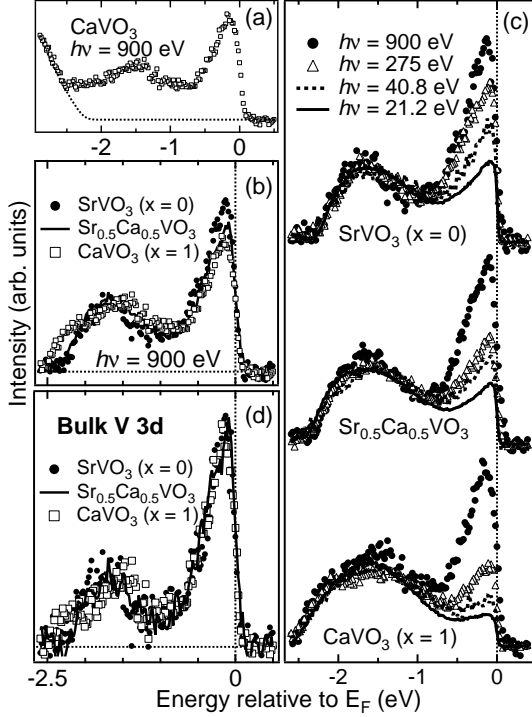 (a)
CaVO3
hν = 900 eV
-2 -1 0
(b)
SrVO3 (x = 0)
Sr0.5Ca0.5VO3
CaVO3 (x = 1)
hν = 900 eV
(d)
Bulk V 3d
SrVO3 (x = 0)
Sr0.5Ca0.5VO3
CaVO3 (x = 1)
-2.5 0
(c)
hν = 900 eV
hν = 275 eV
hν = 40.8 eV
hν = 21.2 eV
SrVO3 (x = 0)
Sr0.5Ca0.5VO3
CaVO3 (x = 1)
-2 -1 0
Intensity (arb. units)
Energy relative to EF (eV)